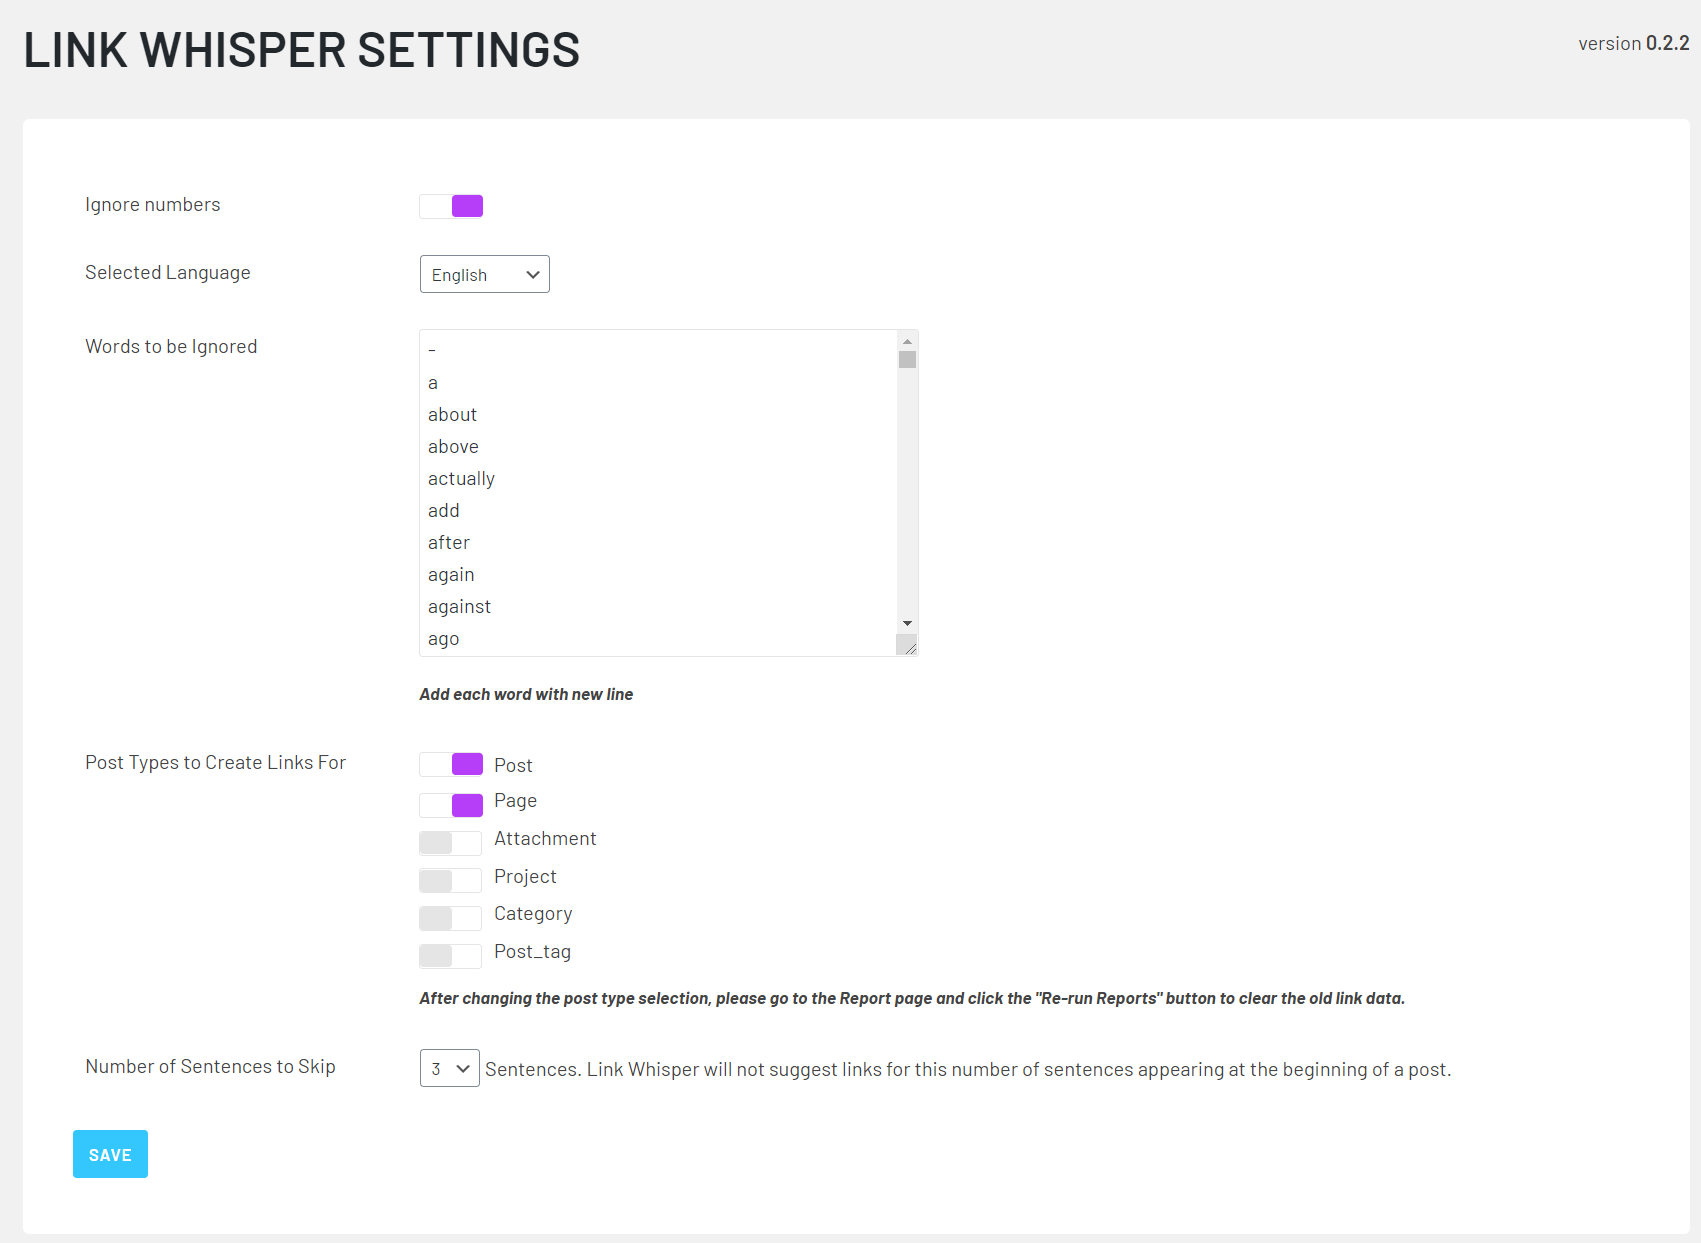 LINK WHISPER SETTINGS
version 0.2.2
Ignore numbers
Selected Language
English
Words to be Ignored
-
a
about
above
actually
add
after
again
against
ago
Add each word with new line
Post Types to Create Links For
Post
Page
Attachment
Project
Category
Post_tag
After changing the post type selection, please go to the Report page and click the "Re-run Reports" button to clear the old link data.
Number of Sentences to Skip
3 Sentences. Link Whisper will not suggest links for this number of sentences appearing at the beginning of a post.
SAVE